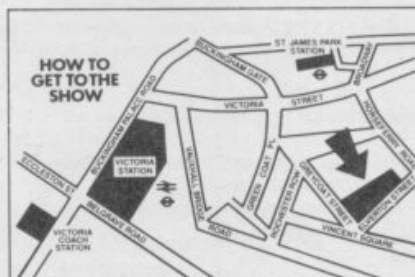 HOW TO
GET TO THE
SHOW
ST. JAMES PARK
STATION
BROADWAY
BUCKINGHAM GATE
BUCKINGHAM PALACE ROAD
VICTORIA STREET
HORSEFERRY RD
ECCLESTON ST
VICTORIA
STATION
VAUXHALL BRIDGE
ROAD
GREEN COAT PL
ROCHESTER ROW
GREYCOAT STREET
ELVERTON STREET
BELGRAVE ROAD
VINCENT SQUARE
VICTORIA
COACH
STATION